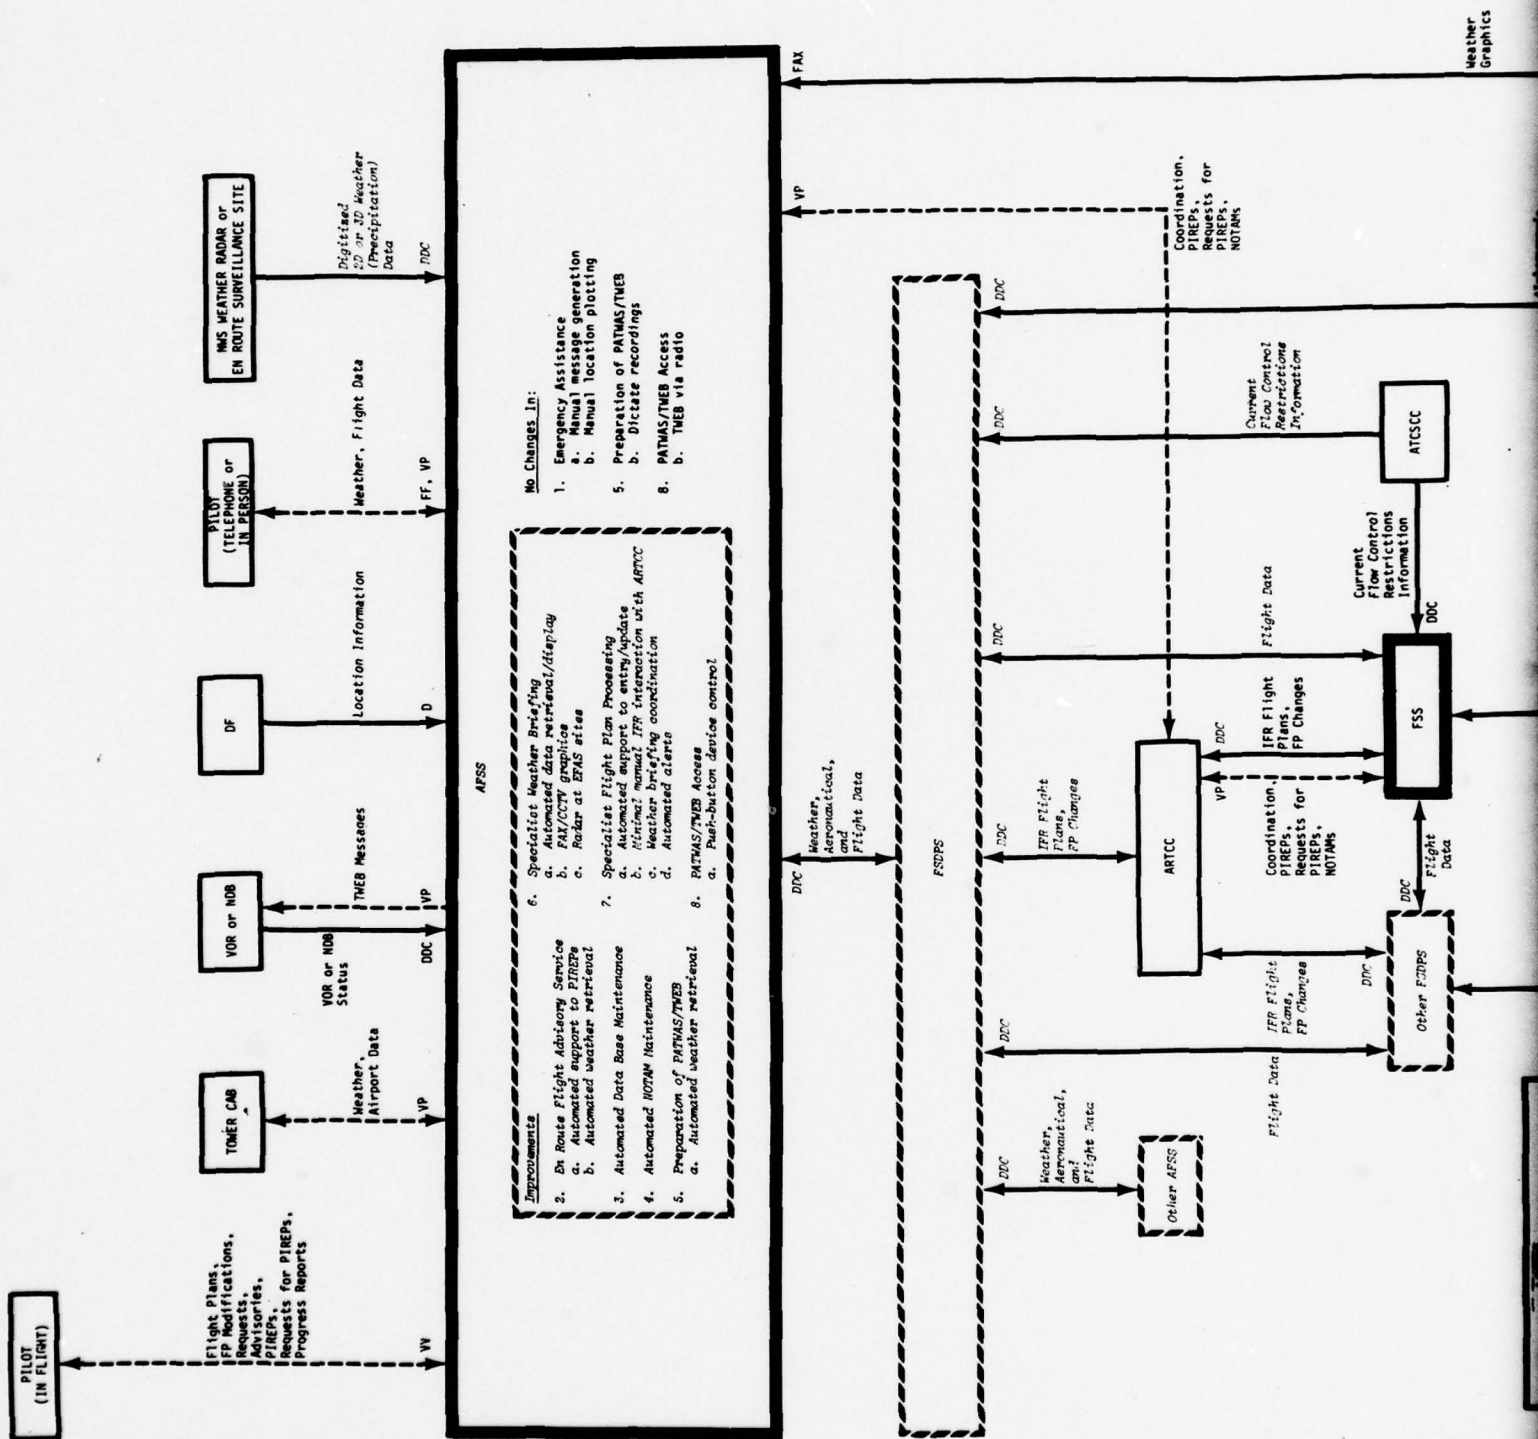 PILOT
(IN FLIGHT)
Flight Plans,
FP Modifications,
Requests,
Advisories,
PIREPs,
Requests for PIREPs,
Progress Reports
VV
TOWER CAB
Weather,
Airport Data
VP
VOR or NDB
VOR or NDB
Status
DDC
TWEB Messages
VP
DF
Location Information
D
PILOT
(TELEPHONE or
IN PERSON)
Weather, Flight Data
FF, VP
NWS WEATHER RADAR or
EN ROUTE SURVEILLANCE SITE
Digitized
2D or 3D Weather
(Precipitation)
Data
DDC
AFSS
Improvements
2. En Route Flight Advisory Service
a. Automated support to PIREPs
b. Automated weather retrieval
3. Automated Data Base Maintenance
4. Automated NOTAM Maintenance
5. Preparation of PATWAS/TWEB
a. Automated weather retrieval
6. Specialist Weather Briefing
a. Automated data retrieval/display
b. FAX/CCTV graphics
c. Radar at EFAS sites
7. Specialist Flight Plan Processing
a. Automated support to entry/update
b. Minimal manual IFR interaction with ARTCC
c. Weather briefing coordination
d. Automated alerts
8. PATWAS/TWEB Access
a. Push-button device control
No Changes In:
1. Emergency Assistance
a. Manual message generation
b. Manual location plotting
5. Preparation of PATWAS/TWEB
b. Dictate recordings
8. PATWAS/TWEB Access
b. TWEB via radio
DDC
Weather,
Aeronautical,
and
Flight Data
VP
FAX
Weather
Graphics
Coordination,
PIREPs,
Requests for
PIREPs,
NOTAMs
FSDPS
DDC
Weather,
Aeronautical,
and
Flight Data
Other AFSS
DDC
Flight Data
DDC
IFR Flight
Plans,
FP Changes
DDC
Flight Data
DDC
Current
Flow Control
Restrictions
Information
DDC
ARTCC
IFR Flight
Plans,
FP Changes
DDC
VP
Coordination,
PIREPs,
Requests for
PIREPs,
NOTAMs
DDC
IFR Flight
Plans,
FP Changes
Other FSDPS
DDC
Flight
Data
FSS
DDC
Current
Flow Control
Restrictions
Information
ATCSCC